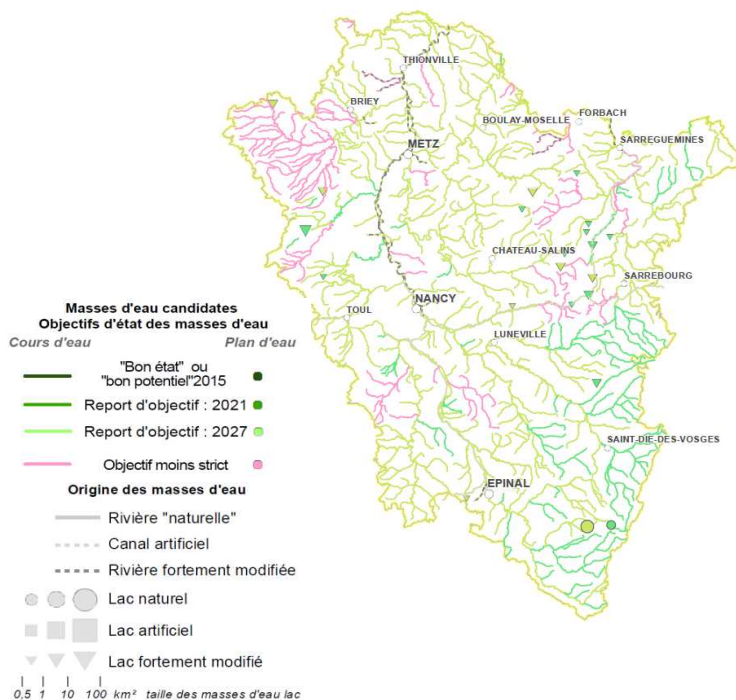 THIONVILLE
BRIEY
BOULAY-MOSELLE
FORBACH
METZ
SARREGUEMINES
CHATEAU-SALINS
SARREBOURG
NANCY
TOUL
LUNEVILLE
SAINT-DIE-DES-VOSGES
EPINAL
Masses d'eau candidates
Objectifs d'état des masses d'eau
Cours d'eau Plan d'eau
"Bon état" ou
"bon potentiel"2015
Report d'objectif : 2021
Report d'objectif : 2027
Objectif moins strict
Origine des masses d'eau
Rivière "naturelle"
Canal artificiel
Rivière fortement modifiée
Lac naturel
Lac artificiel
Lac fortement modifié
0,5 1 10 100 km² taille des masses d'eau lac